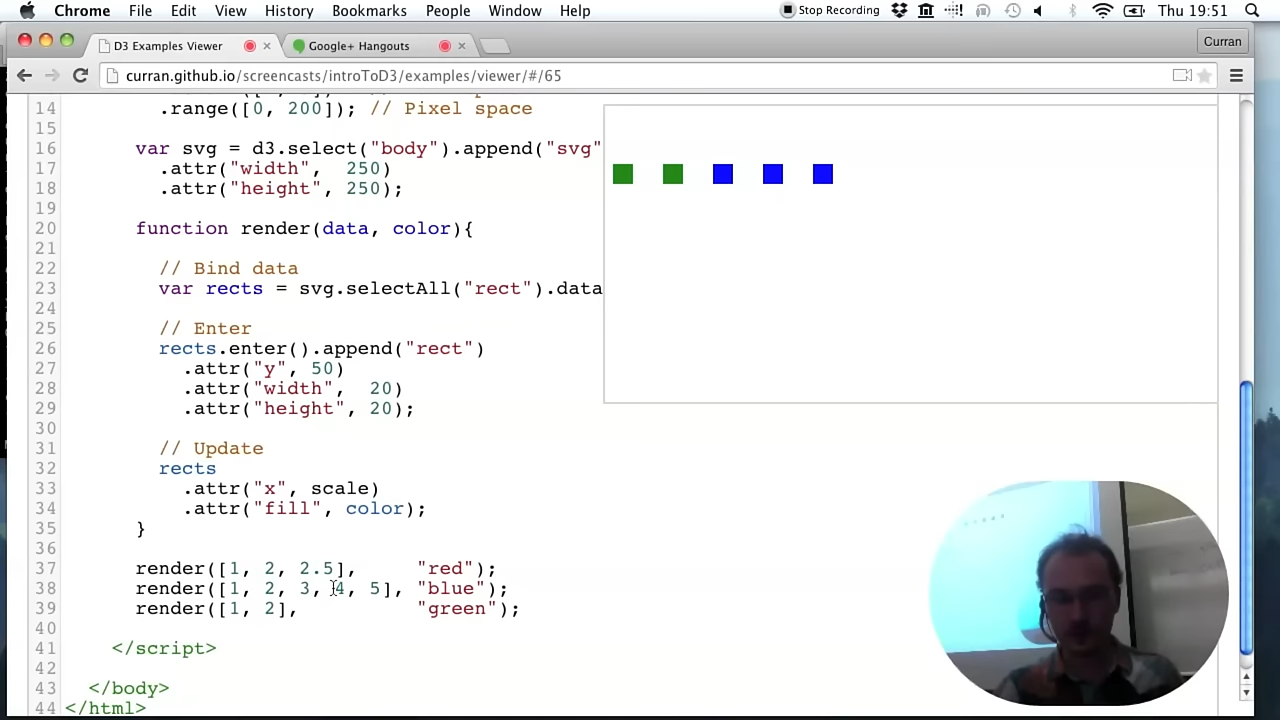 Chrome File Edit View History Bookmarks People Window Help Stop Recording Thu 19:51
D3 Examples Viewer Google+ Hangouts Curran
curran.github.io/screencasts/introToD3/examples/viewer/#/65
14 .range([0, 200]); // Pixel space
15
16 var svg = d3.select("body").append("svg"
17 .attr("width", 250)
18 .attr("height", 250);
19
20 function render(data, color){
21
22 // Bind data
23 var rects = svg.selectAll("rect").data
24
25 // Enter
26 rects.enter().append("rect")
27 .attr("y", 50)
28 .attr("width", 20)
29 .attr("height", 20);
30
31 // Update
32 rects
33 .attr("x", scale)
34 .attr("fill", color);
35 }
36
37 render([1, 2, 2.5], "red");
38 render([1, 2, 3, 4, 5], "blue");
39 render([1, 2], "green");
40
41 </script>
42
43 </body>
44 </html>